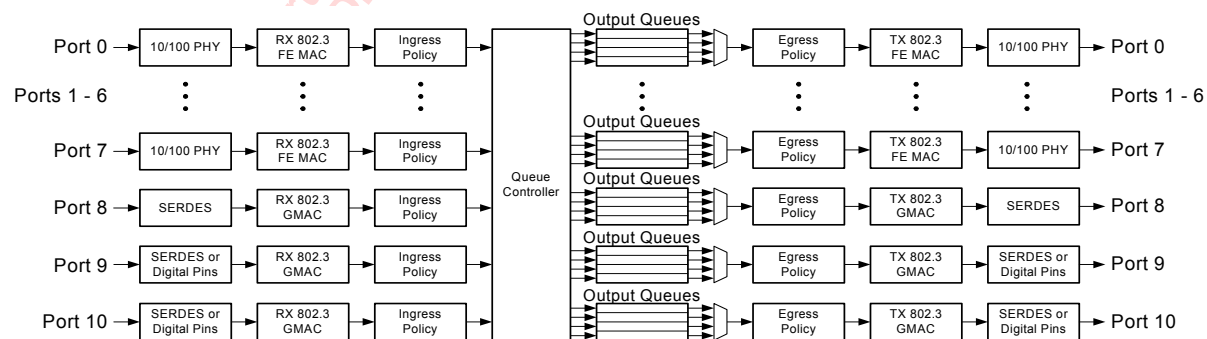 Output Queues
Port 0
10/100 PHY
RX 802.3
FE MAC
Ingress
Policy
Egress
Policy
TX 802.3
FE MAC
10/100 PHY
Port 0
Ports 1 - 6
Ports 1 - 6
Output Queues
Port 7
10/100 PHY
RX 802.3
FE MAC
Ingress
Policy
Queue
Controller
Egress
Policy
TX 802.3
FE MAC
10/100 PHY
Port 7
Output Queues
Port 8
SERDES
RX 802.3
GMAC
Ingress
Policy
Egress
Policy
TX 802.3
GMAC
SERDES
Port 8
Output Queues
Port 9
SERDES or
Digital Pins
RX 802.3
GMAC
Ingress
Policy
Egress
Policy
TX 802.3
GMAC
SERDES or
Digital Pins
Port 9
Output Queues
Port 10
SERDES or
Digital Pins
RX 802.3
GMAC
Ingress
Policy
Egress
Policy
TX 802.3
GMAC
SERDES or
Digital Pins
Port 10